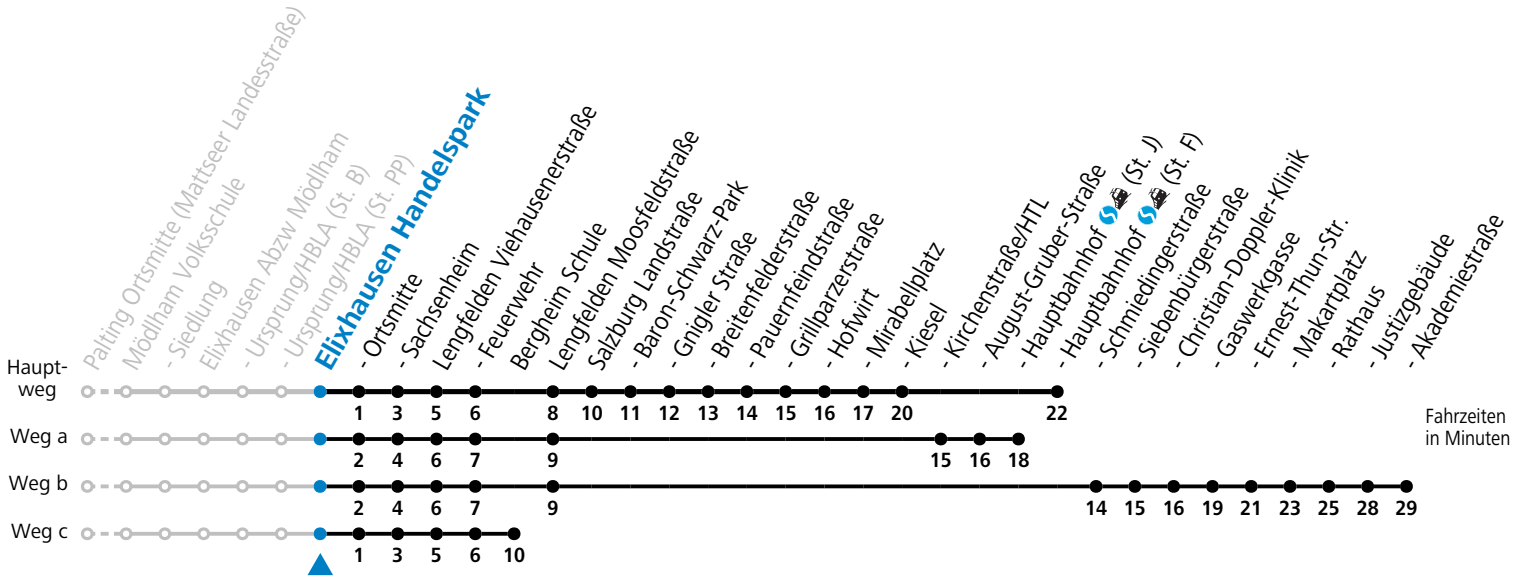 Palting Ortsmitte (Mattseer Landesstraße)
Mödlham Volksschule
- Siedlung
Elixhausen Abzw Mödlham
- Ursprung/HBLA (St. B)
- Ursprung/HBLA (St. PP)
Elixhausen Handelspark
- Ortsmitte
- Sachsenheim
Lengfelden Viehausenerstraße
- Feuerwehr
Bergheim Schule
Lengfelden Moosfeldstraße
Salzburg Landstraße
- Baron-Schwarz-Park
- Gnigler Straße
- Breitenfelderstraße
- Pauernfeindstraße
- Grillparzerstraße
- Hofwirt
- Mirabellplatz
- Kiesel
- Kirchenstraße/HTL
- August-Gruber-Straße
- Hauptbahnhof (St. J)
- Hauptbahnhof (St. F)
- Schmiedingerstraße
- Siebenbürgerstraße
- Christian-Doppler-Klinik
- Gaswerkgasse
- Ernest-Thun-Str.
- Makartplatz
- Rathaus
- Justizgebäude
- Akademiestraße
Haupt-
weg
1 3 5 6 8 10 11 12 13 14 15 16 17 20 22
Fahrzeiten
in Minuten
Weg a
2 4 6 7 9 15 16 18
Weg b
2 4 6 7 9 14 15 16 19 21 23 25 28 29
Weg c
1 3 5 6 10